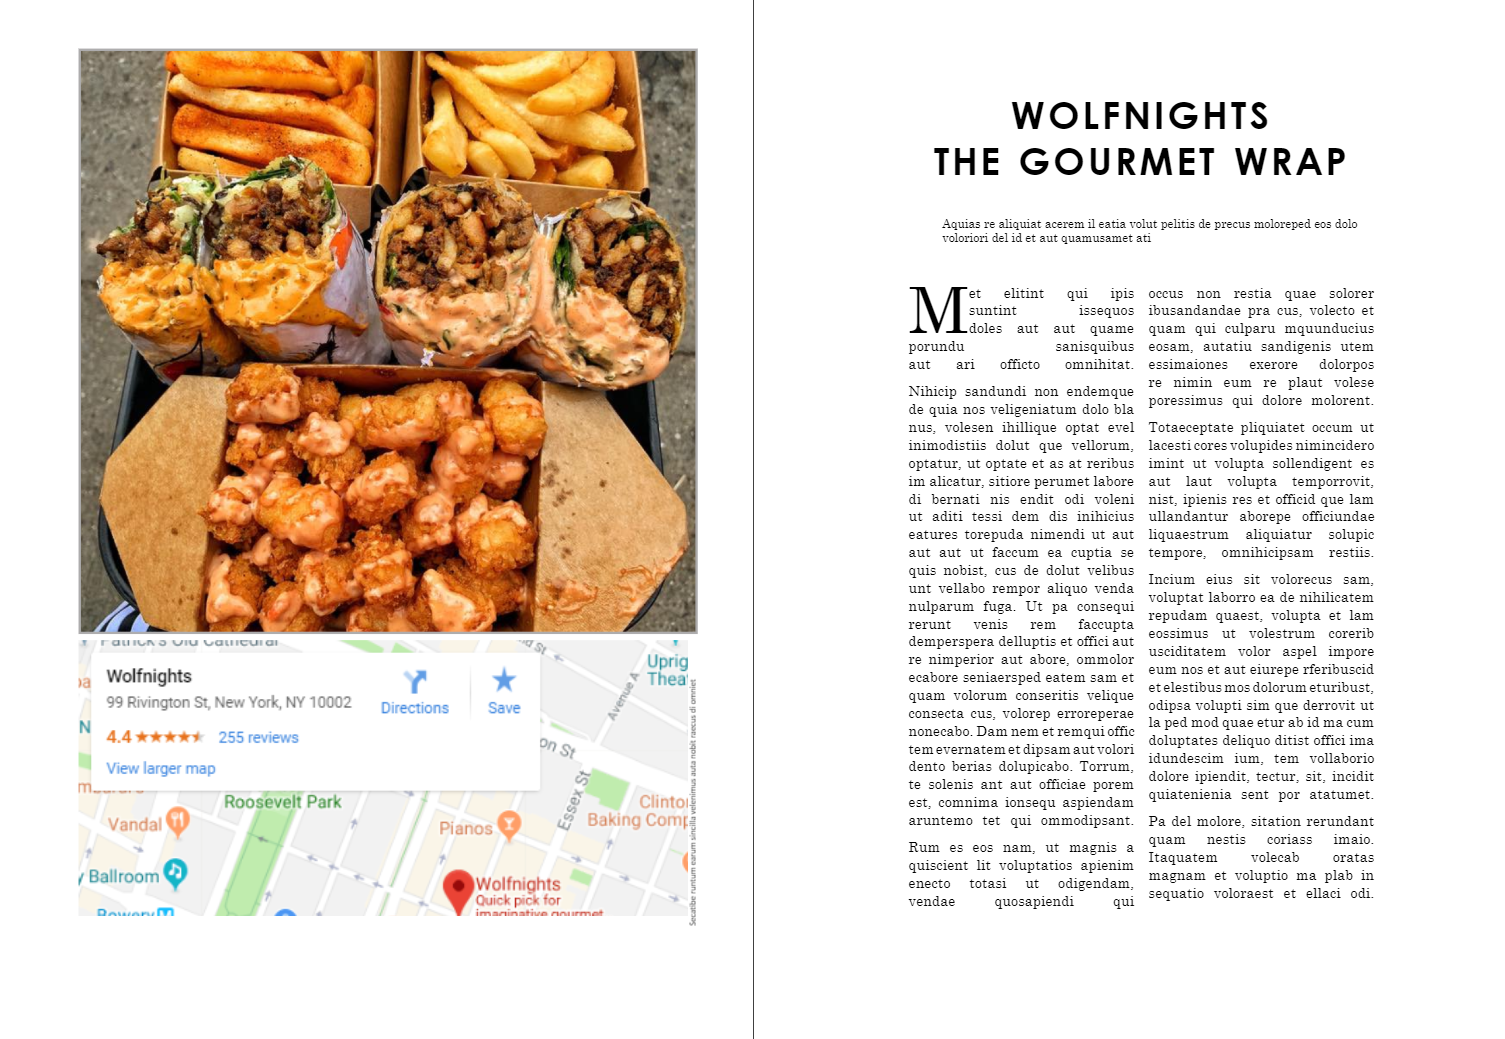 Patrick's Old Cathedral
Wolfnights
99 Rivington St, New York, NY 10002
4.4
255 reviews
View larger map
Directions
Save
Avenue A
Essex St
Roosevelt Park
Vandal
Pianos
Ballroom
Bowery
Wolfnights
Quick pick for
imaginative gourmet
Baking
Secatibe runtum earum sincilla velenimus auta nobit raecus di omniet
WOLFNIGHTS
THE GOURMET WRAP
Aquias re aliquiat acerem il eatia volut pelitis de precus moloreped eos dolo
voloriori del id et aut quamusamet ati
Met elitint qui ipis
suntint issequos
doles aut aut quame
porundu sanisquibus
aut ari officto omnihitat.
Nihicip sandundi non endemque
de quia nos veligeniatum dolo bla
nus, volesen ihillique optat evel
inimodistiis dolut que vellorum,
optatur, ut optate et as at reribus
im alicatur, sitiore perumet labore
di bernati nis endit odi voleni
ut aditi tessi dem dis inihicius
eatures torepuda nimendi ut aut
aut aut ut faccum ea cuptia se
quis nobist, cus de dolut velibus
unt vellabo rempor aliquo venda
nulparum fuga. Ut pa consequi
rerunt venis rem faccupta
demperspera delluptis et offici aut
re nimperior aut abore, ommolor
ecabore seniaersped eatem sam et
quam volorum conseritis velique
consecta cus, volorep erroreperae
nonecabo. Dam nem et remqui offic
tem evernatem et dipsam aut volori
dento berias dolupicabo. Torrum,
te solenis ant aut officiae porem
est, comnima ionsequ aspiendam
aruntemo tet qui ommodipsant.
Rum es eos nam, ut magnis a
quiscient lit voluptatios apienim
enecto totasi ut odigendam,
vendae quosapiendi qui
occus non restia quae solorer
ibusandandae pra cus, volecto et
quam qui culparu mquunducius
eosam, autatiu sandigenis utem
essimaiones exerore dolorpos
re nimin eum re plaut volese
poressimus qui dolore molorent.
Totaeceptate pliquiatet occum ut
lacesti cores volupides nimincidero
imint ut volupta sollendigent es
aut laut volupta temporrovit,
nist, ipienis res et officid que lam
ullandantur aborepe officiundae
liquaestrum aliquiatur solupic
tempore, omnihicipsam restiis.
Incium eius sit volorecus sam,
voluptat laborro ea de nihilicatem
repudam quaest, volupta et lam
eossimus ut volestrum corerib
usciditatem volor aspel impore
eum nos et aut eiurepe rferibuscid
et elestibus mos dolorum eturibust,
odipsa volupti sim que derrovit ut
la ped mod quae etur ab id ma cum
doluptates deliquo ditist offici ima
idundescim ium, tem vollaborio
dolore ipiendit, tectur, sit, incidit
quiatenienia sent por atatumet.
Pa del molore, sitation rerundant
quam nestis coriass imaio.
Itaquatem volecab oratas
magnam et voluptio ma plab in
sequatio voloraest et ellaci odi.